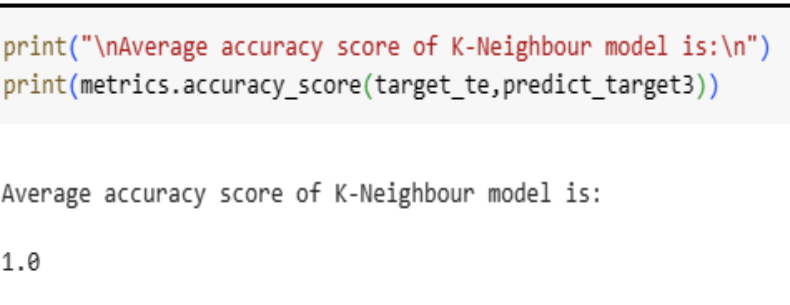 print("\nAverage accuracy score of K-Neighbour model is:\n")
print(metrics.accuracy_score(target_te,predict_target3))
Average accuracy score of K-Neighbour model is:
1.0